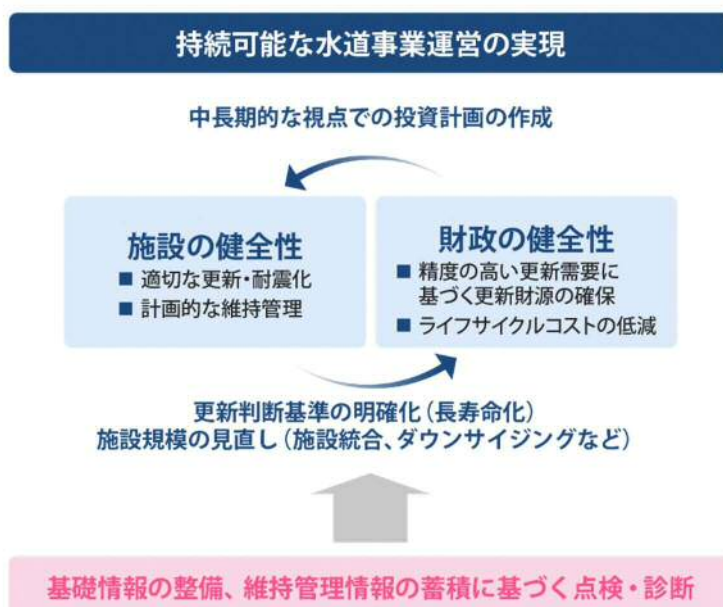 持続可能な水道事業運営の実現
中長期的な視点での投資計画の作成
施設の健全性
■ 適切な更新・耐震化
■ 計画的な維持管理
財政の健全性
■ 精度の高い更新需要に
基づく更新財源の確保
■ ライフサイクルコストの低減
更新判断基準の明確化（長寿命化）
施設規模の見直し（施設統合、ダウンサイジングなど）
基礎情報の整備、維持管理情報の蓄積に基づく点検・診断